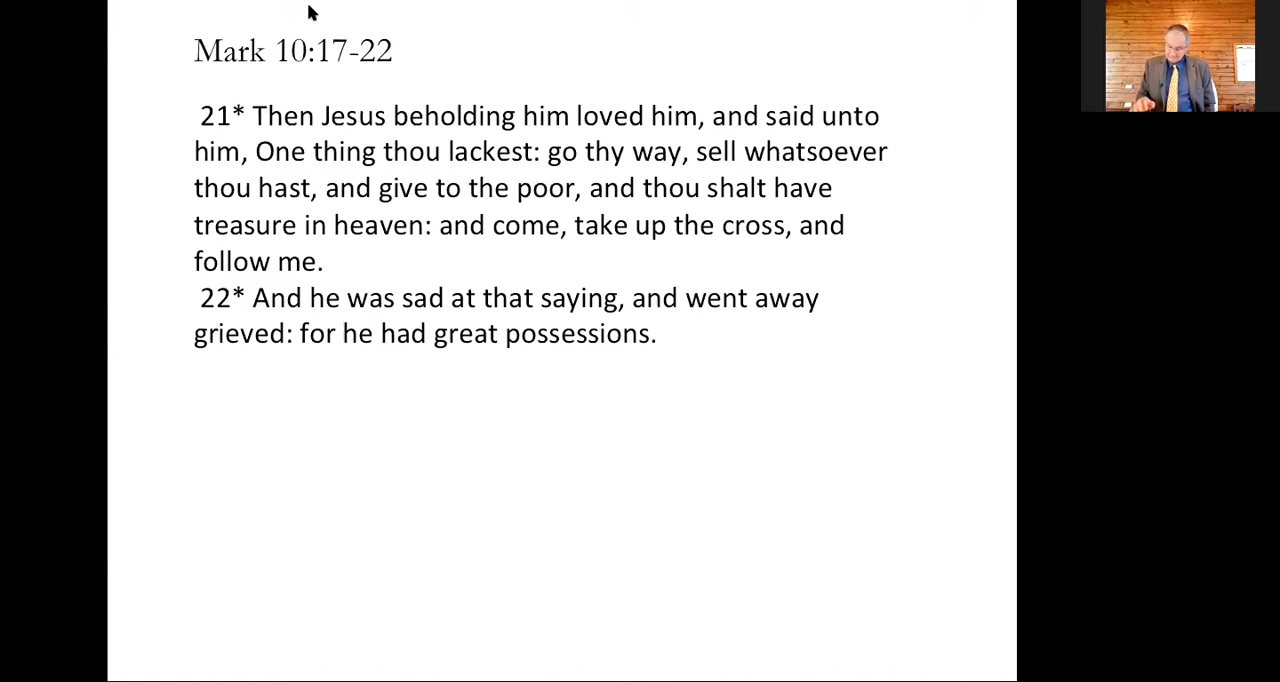 Mark 10:17-22
21* Then Jesus beholding him loved him, and said unto
him, One thing thou lackest: go thy way, sell whatsoever
thou hast, and give to the poor, and thou shalt have
treasure in heaven: and come, take up the cross, and
follow me.
22* And he was sad at that saying, and went away
grieved: for he had great possessions.